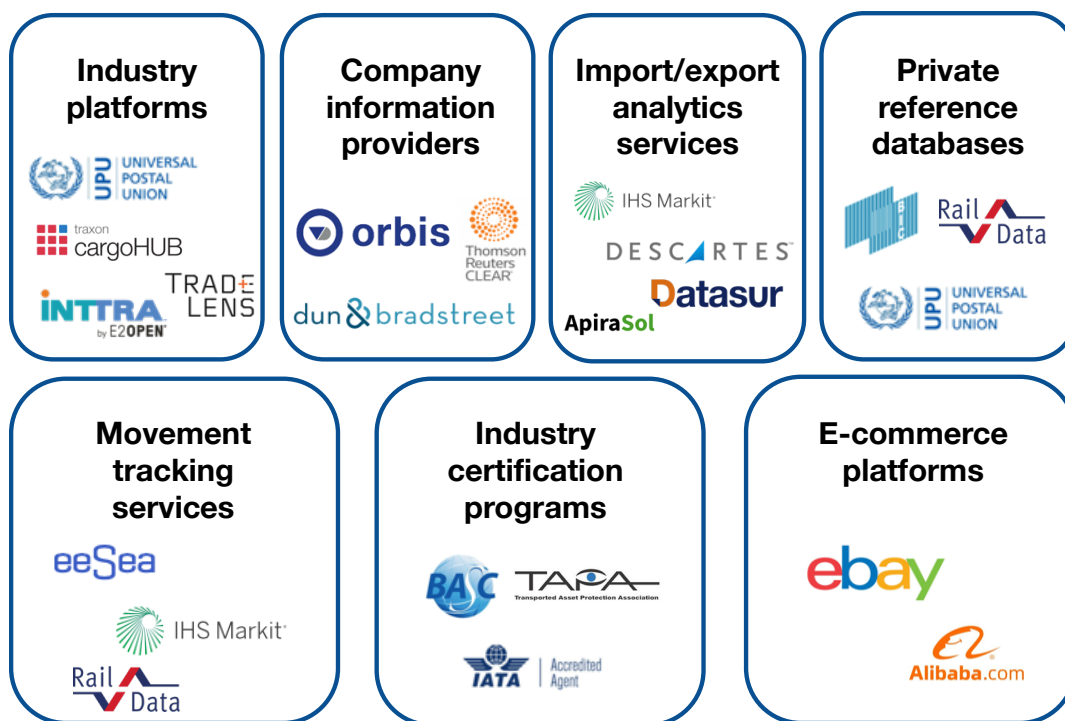 Industry
platforms
UPU
UNIVERSAL
POSTAL
UNION
traxon
cargoHUB
TRADE
LENS
INTTRA
by E2OPEN
Company
information
providers
orbis
Thomson
Reuters
CLEAR
dun & bradstreet
Import/export
analytics
services
IHS Markit
DESCARTES™
Datasur
ApiraSol
Private
reference
databases
BIC
Rail
Data
UPU
UNIVERSAL
POSTAL
UNION
Movement
tracking
services
eeSea
IHS Markit
Rail
Data
Industry
certification
programs
BASC
TAPA
Transported Asset Protection Association
IATA
Accredited
Agent
E-commerce
platforms
ebay
Alibaba.com